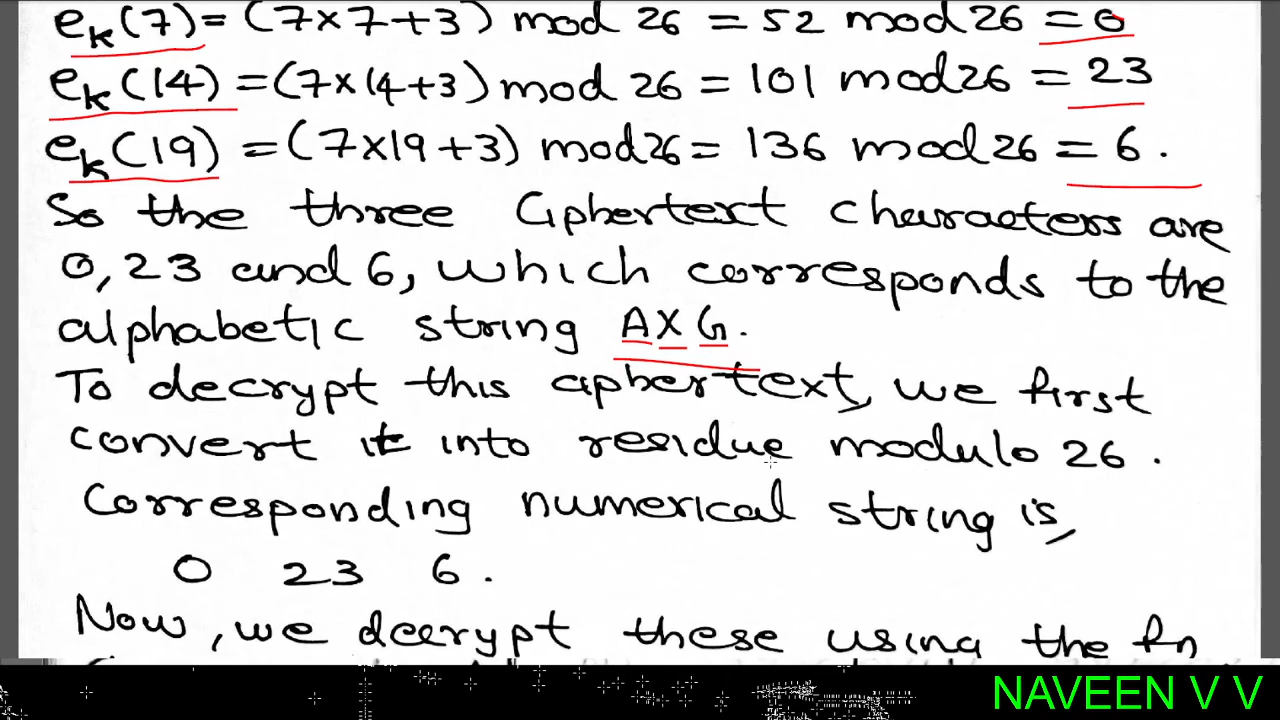 eₖ(7) = (7×7+3) mod 26 = 52 mod 26 = 0
eₖ(14) = (7×14+3) mod 26 = 101 mod 26 = 23
eₖ(19) = (7×19+3) mod 26 = 136 mod 26 = 6.
So the three Ciphertext characters are
0, 23 and 6, which corresponds to the
alphabetic string AXG.
To decrypt this ciphertext, we first
convert it into residue modulo 26.
Corresponding numerical string is,
0 23 6.
Now, we decrypt these using the fn
NAVEEN V V